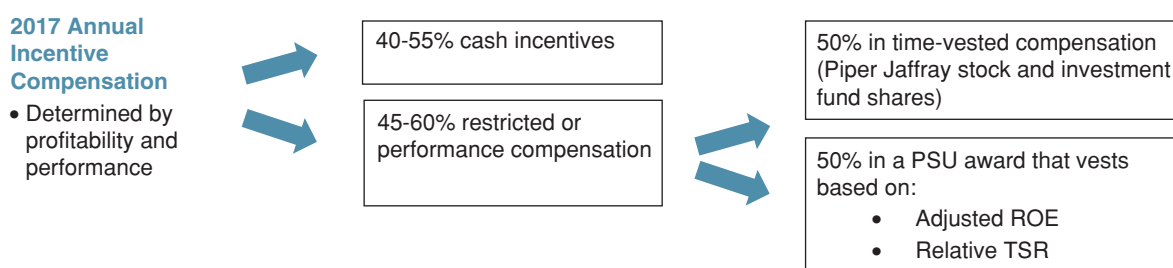 2017 Annual
Incentive
Compensation
• Determined by
profitability and
performance
40-55% cash incentives
45-60% restricted or
performance compensation
50% in time-vested compensation
(Piper Jaffray stock and investment
fund shares)
50% in a PSU award that vests
based on:
• Adjusted ROE
• Relative TSR